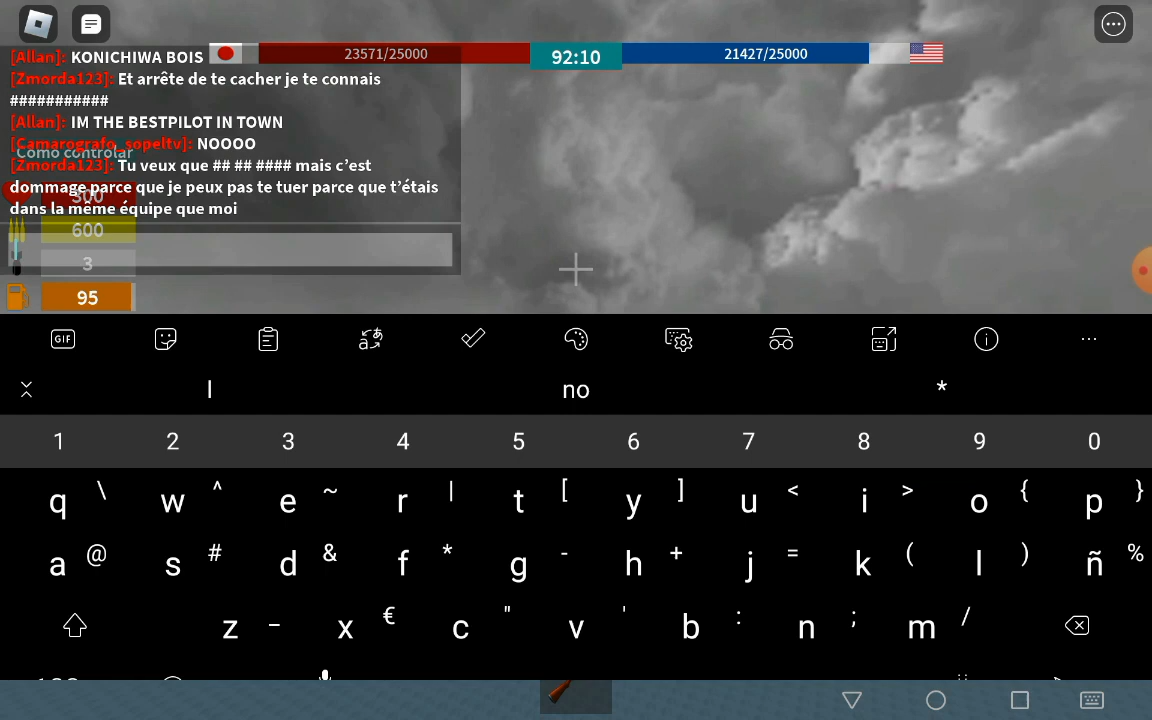 [Allan]: KONICHIWA BOIS
23571/25000
92:10
21427/25000
[Zmorda123]: Et arrête de te cacher je te connais
###########
[Allan]: IM THE BESTPILOT IN TOWN
[Camarografo_sopeltv]: NOOOO
Como controlar
[Zmorda123]: Tu veux que ## ## #### mais c’est
dommage parce que je peux pas te tuer parce que t’étais
dans la même équipe que moi
300
600
3
95
GIF
I no *
1 2 3 4 5 6 7 8 9 0
q \ w ^ e ~ r | t [ y ] u < i > o { p }
a @ s # d & f * g - h + j = k ( l ) ñ %
z _ x € c " v ' b : n ; m /